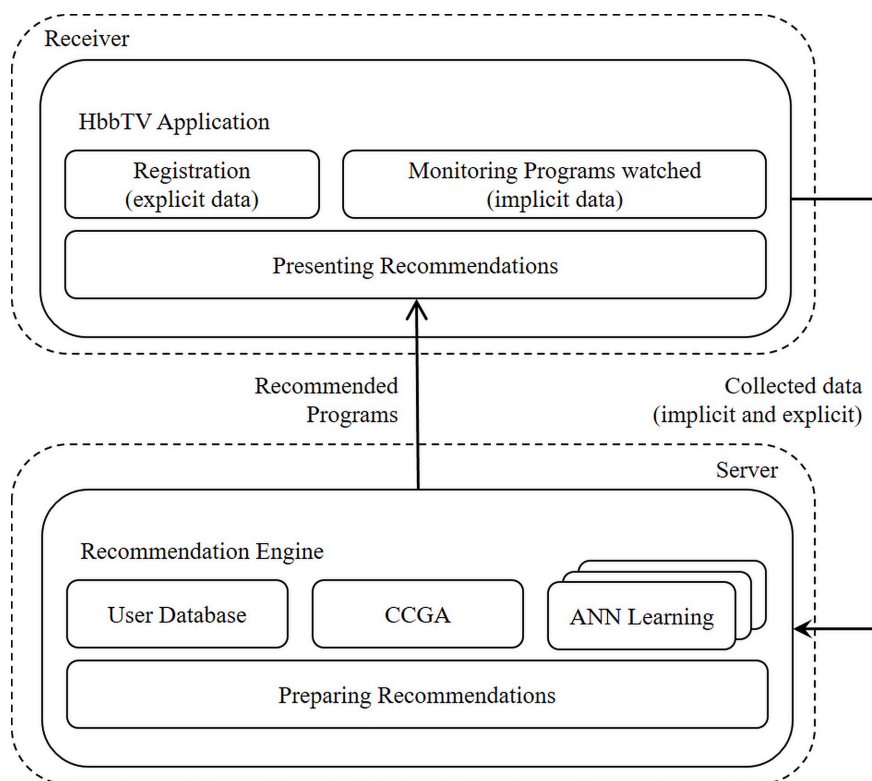 Receiver
HbbTV Application
Registration
(explicit data)
Monitoring Programs watched
(implicit data)
Presenting Recommendations
Recommended
Programs
Collected data
(implicit and explicit)
Server
Recommendation Engine
User Database
CCGA
ANN Learning
Preparing Recommendations